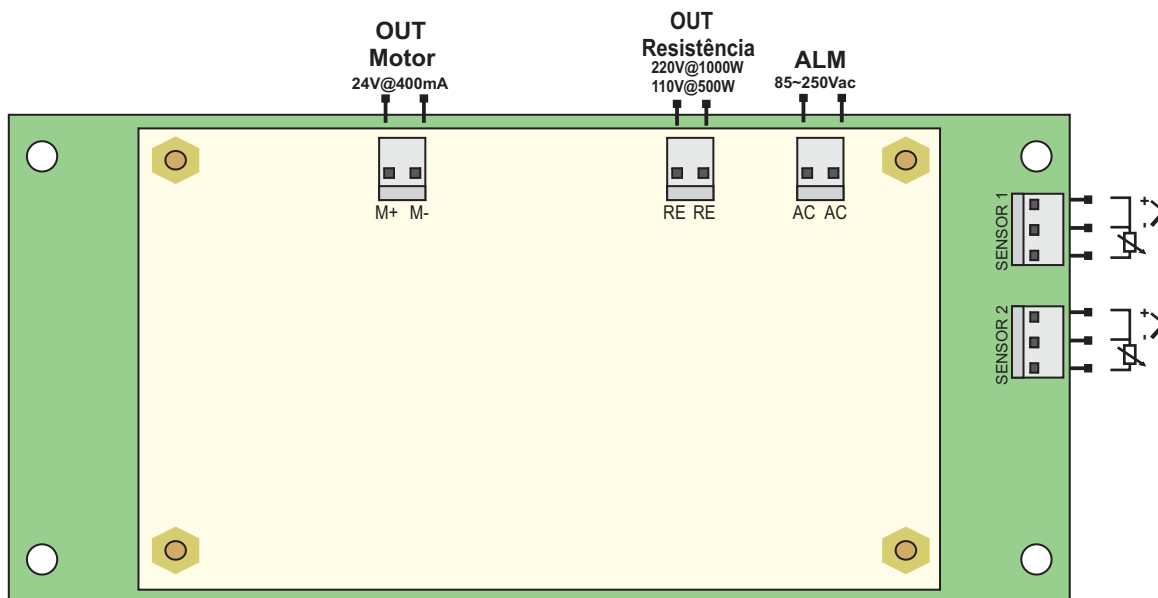 OUT
Motor
24V@400mA
OUT
Resistência
220V@1000W
110V@500W
ALM
85~250Vac
M+ M-
RE RE
AC AC
SENSOR 1
+
-
SENSOR 2
+
-